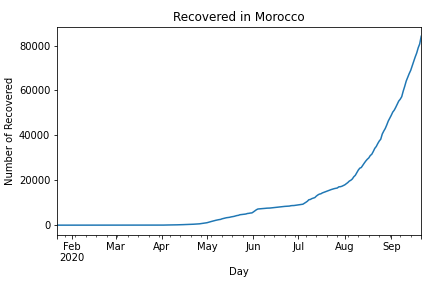 Recovered in Morocco
Number of Recovered
80000
60000
40000
20000
0
Feb Mar Apr May Jun Jul Aug Sep
2020
Day